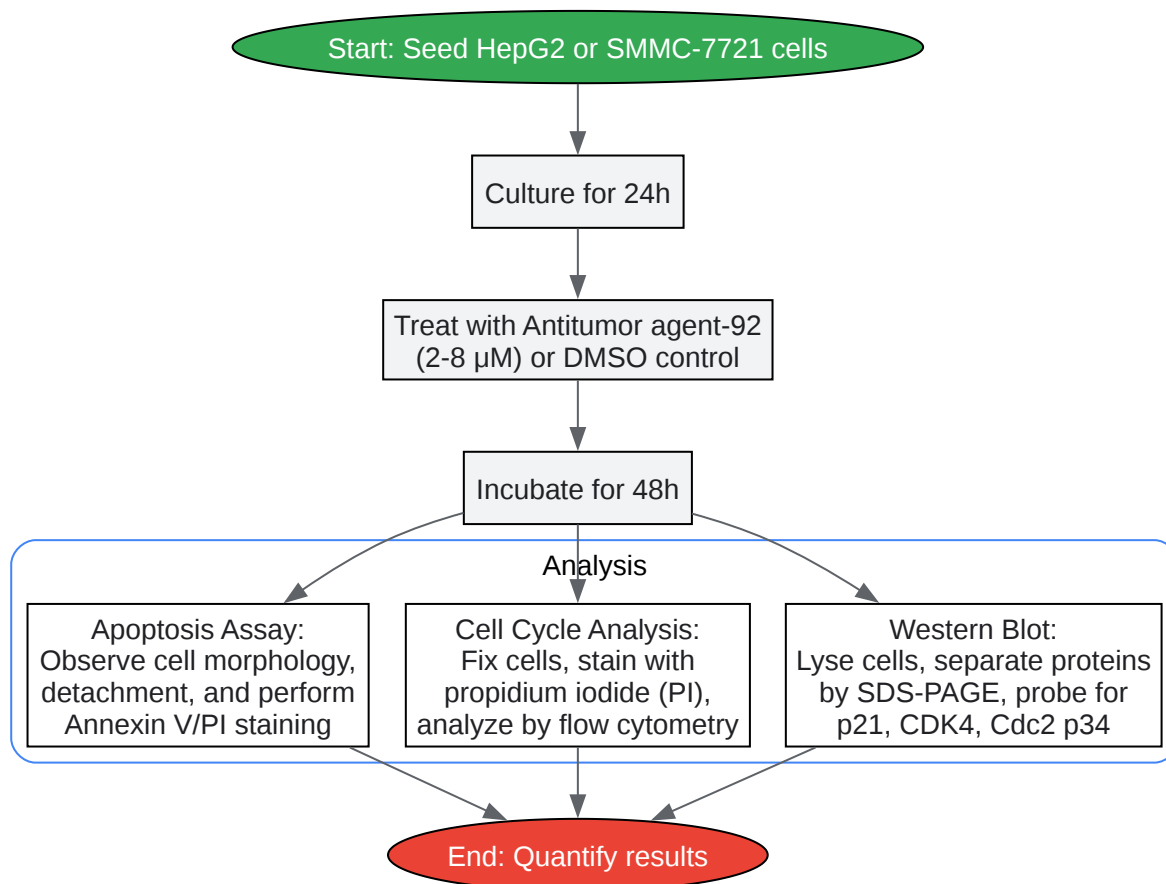 Start: Seed HepG2 or SMMC-7721 cells
Culture for 24h
Treat with Antitumor agent-92
(2-8 μM) or DMSO control
Incubate for 48h
Analysis
Apoptosis Assay:
Observe cell morphology,
detachment, and perform
Annexin V/PI staining
Cell Cycle Analysis:
Fix cells, stain with
propidium iodide (PI),
analyze by flow cytometry
Western Blot:
Lyse cells, separate proteins
by SDS-PAGE, probe for
p21, CDK4, Cdc2 p34
End: Quantify results